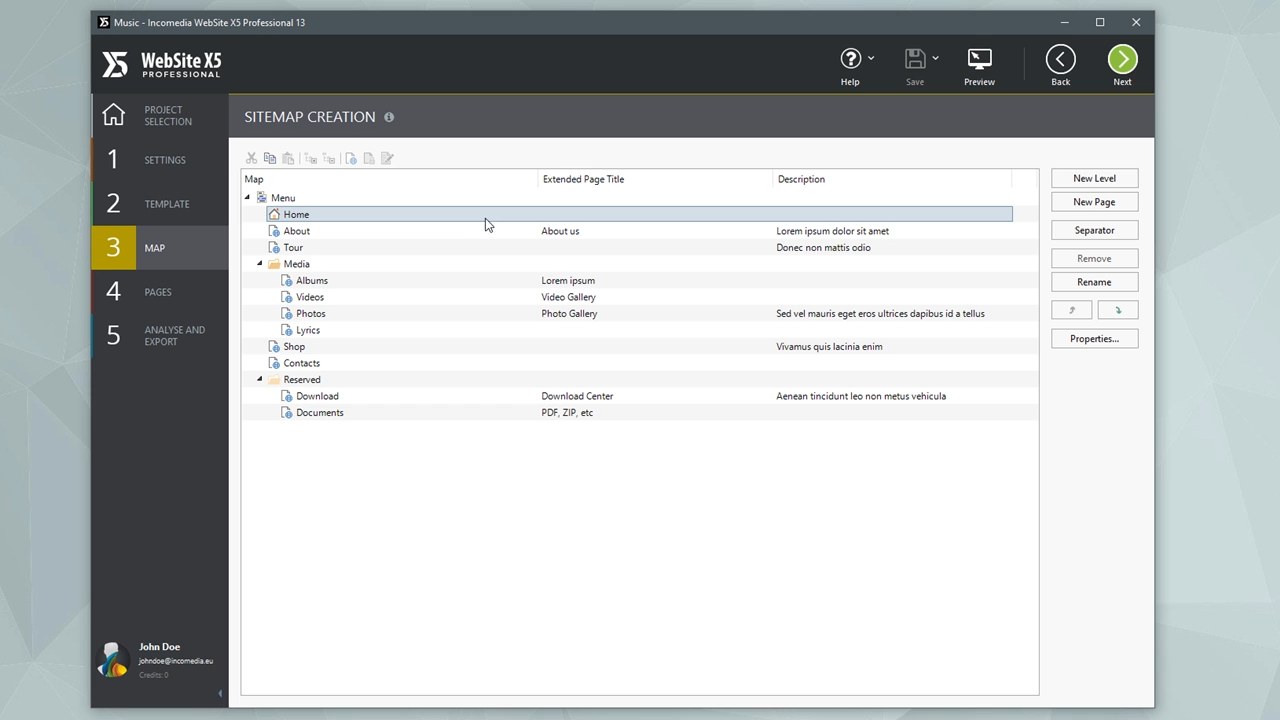 Music - Incomedia WebSite X5 Professional 13
WebSite X5
PROFESSIONAL
Help
Save
Preview
Back
Next
PROJECT
SELECTION
1 SETTINGS
2 TEMPLATE
3 MAP
4 PAGES
5 ANALYSE AND
EXPORT
John Doe
johndoe@incomedia.eu
Credits: 0
SITEMAP CREATION
Map Extended Page Title Description
Menu
Home
About About us Lorem ipsum dolor sit amet
Tour Donec non mattis odio
Media
Albums Lorem ipsum
Videos Video Gallery
Photos Photo Gallery Sed vel mauris eget eros ultrices dapibus id a tellus
Lyrics
Shop Vivamus quis lacinia enim
Contacts
Reserved
Download Download Center Aenean tincidunt leo non metus vehicula
Documents PDF, ZIP, etc
New Level
New Page
Separator
Remove
Rename
Properties...